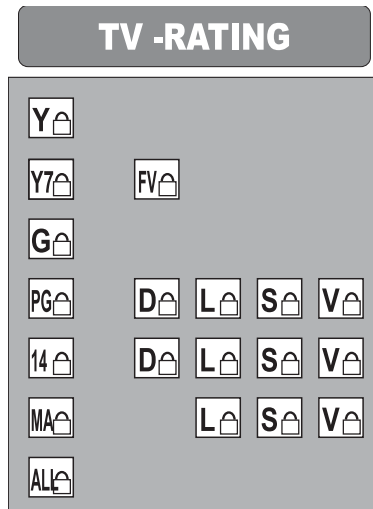 TV -RATING
Y
Y7 FV
G
PG D L S V
14 D L S V
MA L S V
ALL